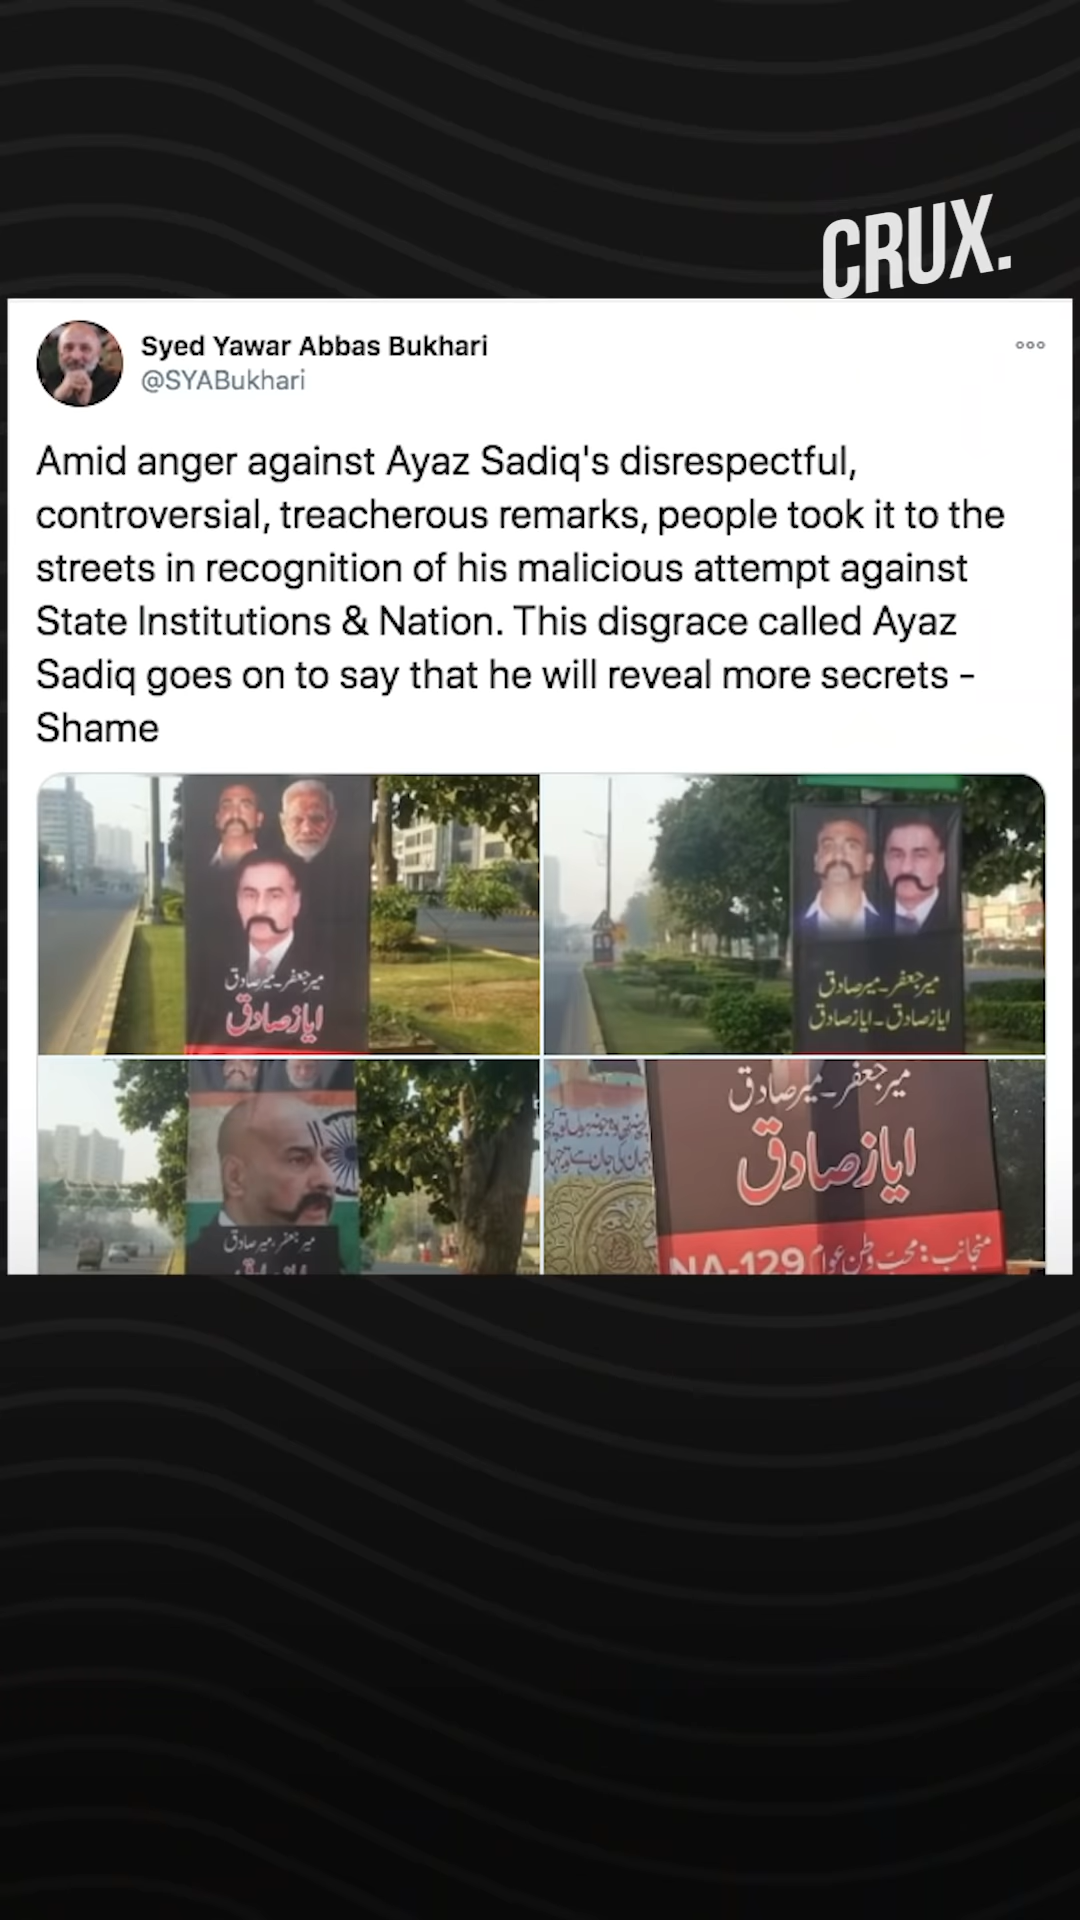 CRUX.
Syed Yawar Abbas Bukhari
@SYABukhari
Amid anger against Ayaz Sadiq's disrespectful,
controversial, treacherous remarks, people took it to the
streets in recognition of his malicious attempt against
State Institutions & Nation. This disgrace called Ayaz
Sadiq goes on to say that he will reveal more secrets -
Shame
میر جعفر - میر صادق
ایاز صادق
میر جعفر - میر صادق
ایاز صادق - ایاز صادق
میر جعفر، میر صادق
میر جعفر - میر صادق
ایاز صادق
منجانب: محبّ وطن عوام NA-129